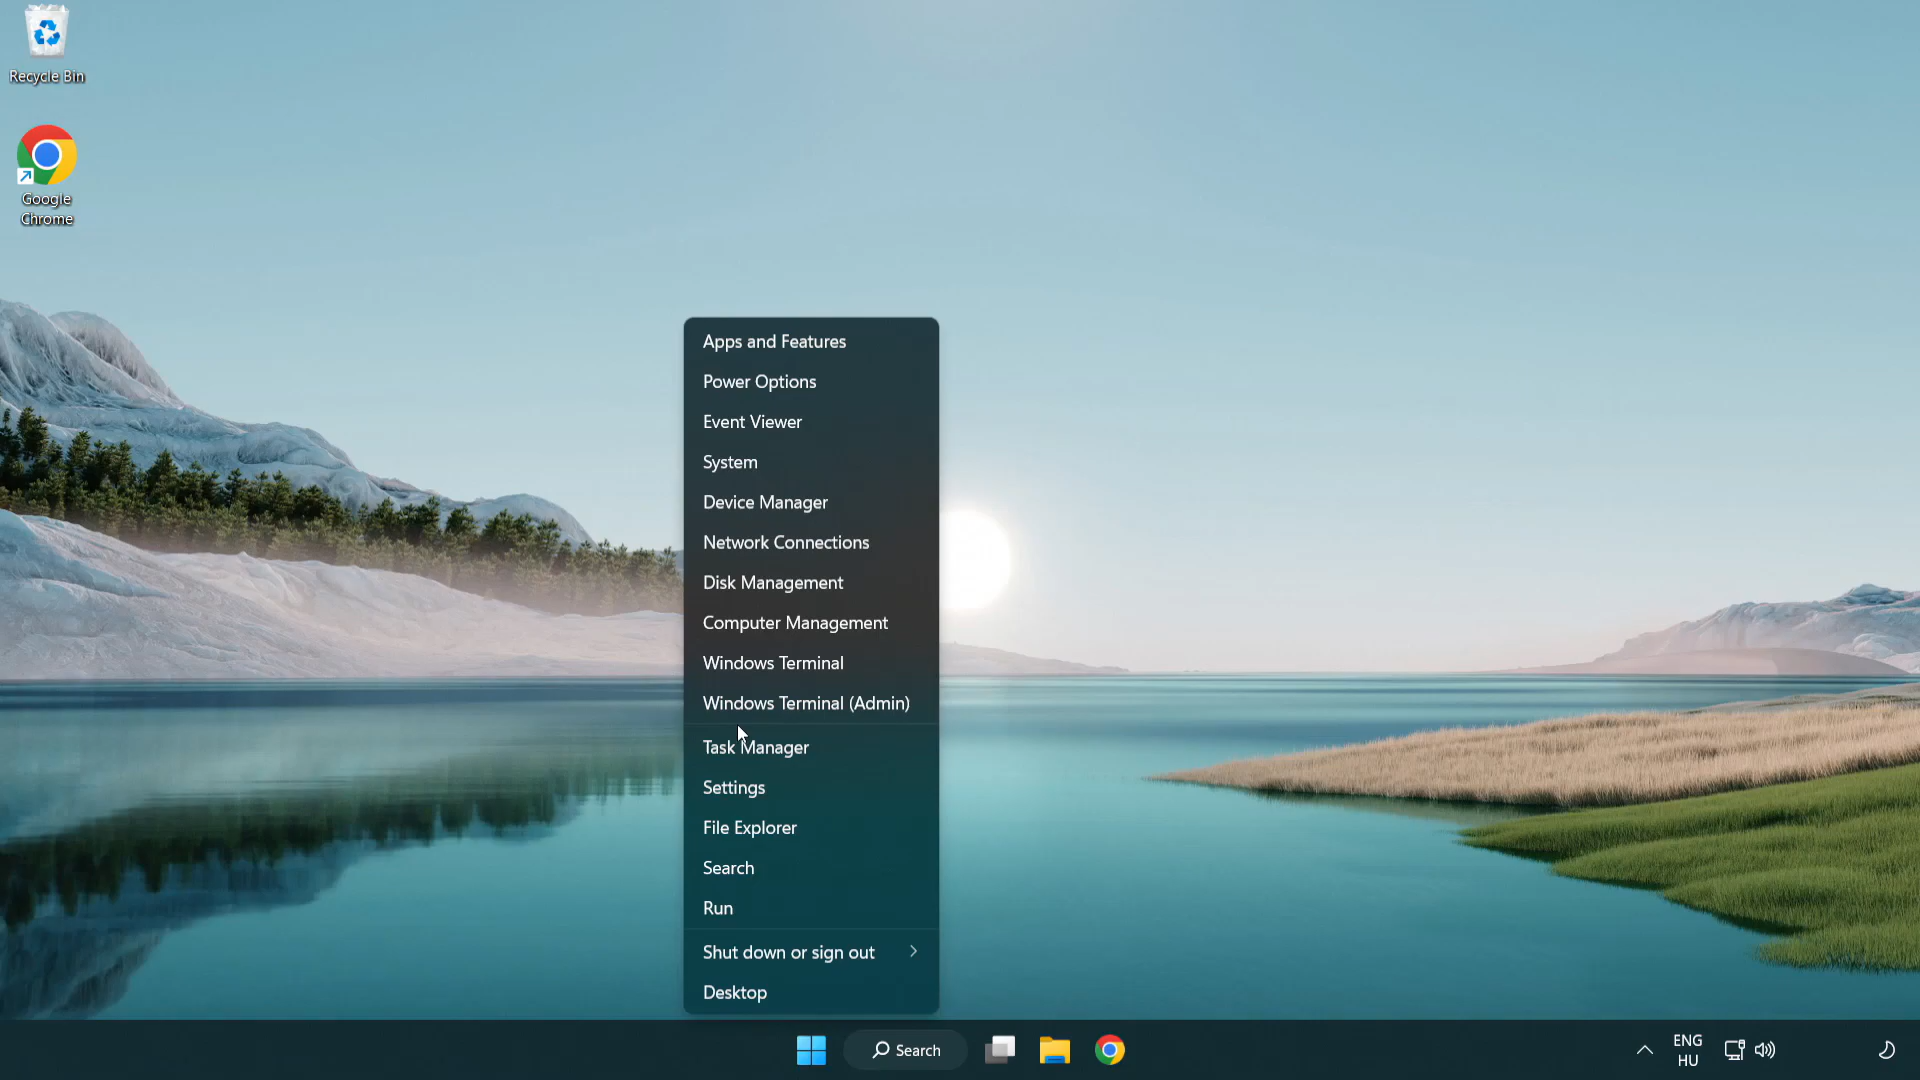 Recycle Bin
Google
Chrome
Apps and Features
Power Options
Event Viewer
System
Device Manager
Network Connections
Disk Management
Computer Management
Windows Terminal
Windows Terminal (Admin)
Task Manager
Settings
File Explorer
Search
Run
Shut down or sign out
Desktop
Search
ENG
HU